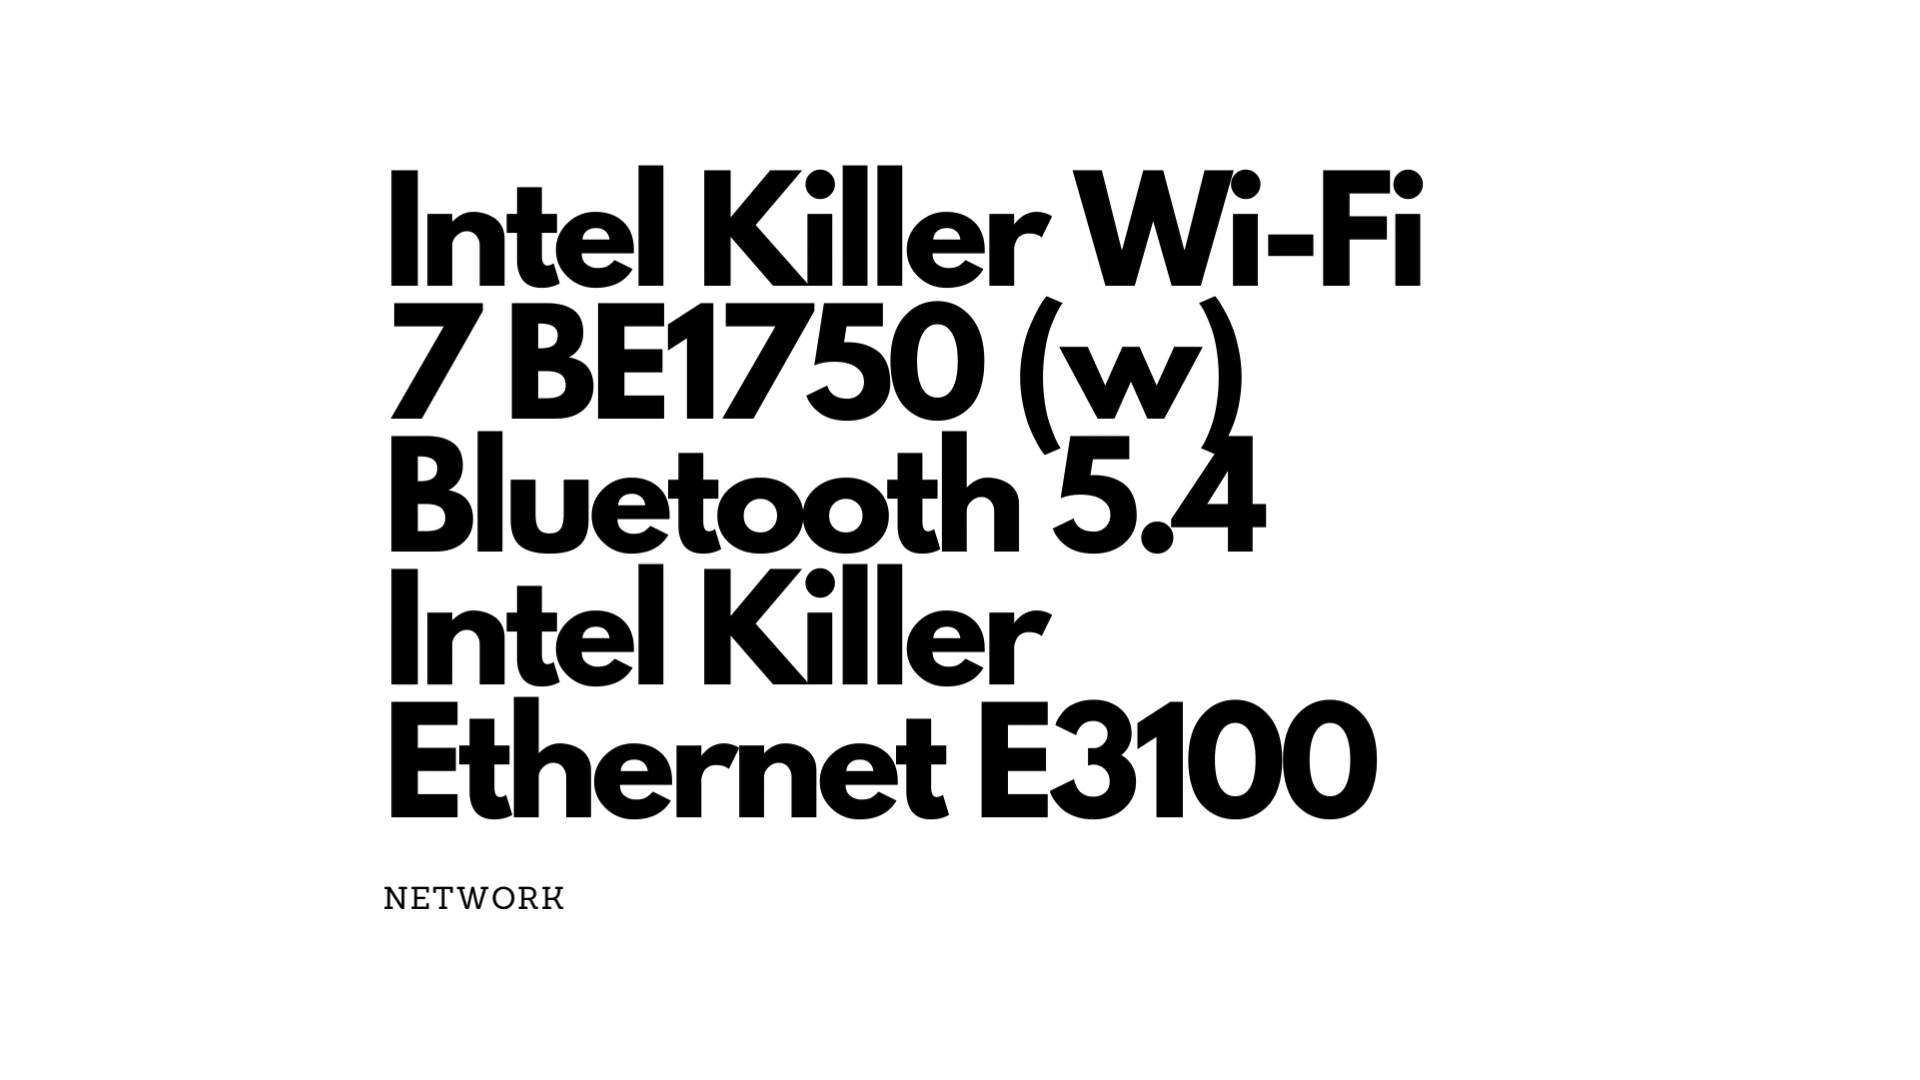 Intel Killer Wi-Fi
7 BE1750 (w)
Bluetooth 5.4
Intel Killer
Ethernet E3100
NETWORK